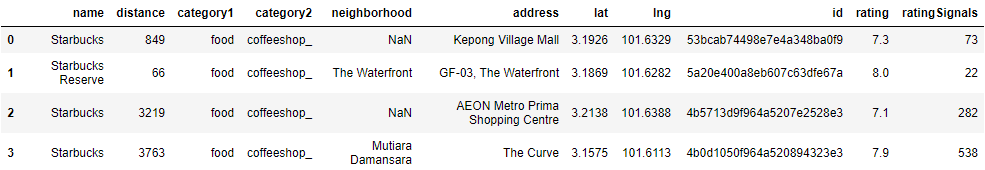 name distance category1 category2 neighborhood address lat lng id rating ratingSignals
0 Starbucks 849 food coffeeshop_ NaN Kepong Village Mall 3.1926 101.6329 53bcab74498e7e4a348ba0f9 7.3 73
1 Starbucks Reserve 66 food coffeeshop_ The Waterfront GF-03, The Waterfront 3.1869 101.6282 5a20e400a8eb607c63dfe67a 8.0 22
2 Starbucks 3219 food coffeeshop_ NaN AEON Metro Prima Shopping Centre 3.2138 101.6388 4b5713d9f964a5207e2528e3 7.1 282
3 Starbucks 3763 food coffeeshop_ Mutiara Damansara The Curve 3.1575 101.6113 4b0d1050f964a520894323e3 7.9 538